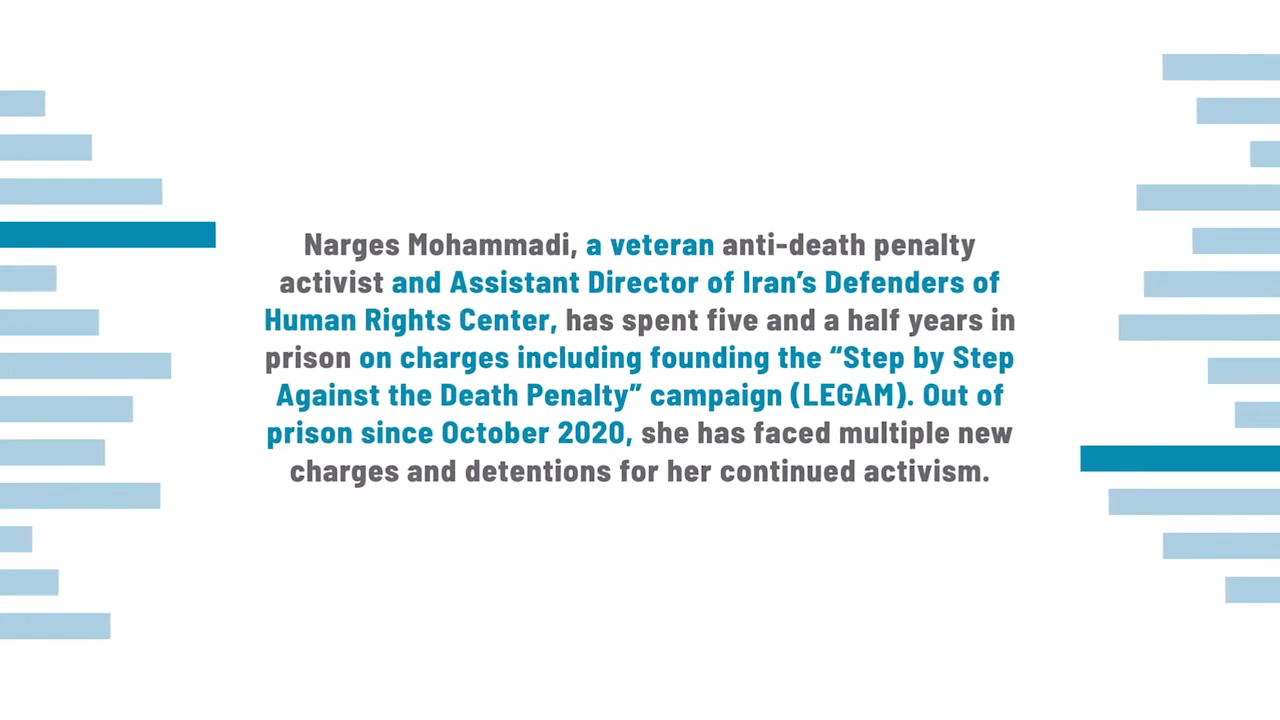 Narges Mohammadi, a veteran anti-death penalty
activist and Assistant Director of Iran’s Defenders of
Human Rights Center, has spent five and a half years in
prison on charges including founding the “Step by Step
Against the Death Penalty” campaign (LEGAM). Out of
prison since October 2020, she has faced multiple new
charges and detentions for her continued activism.